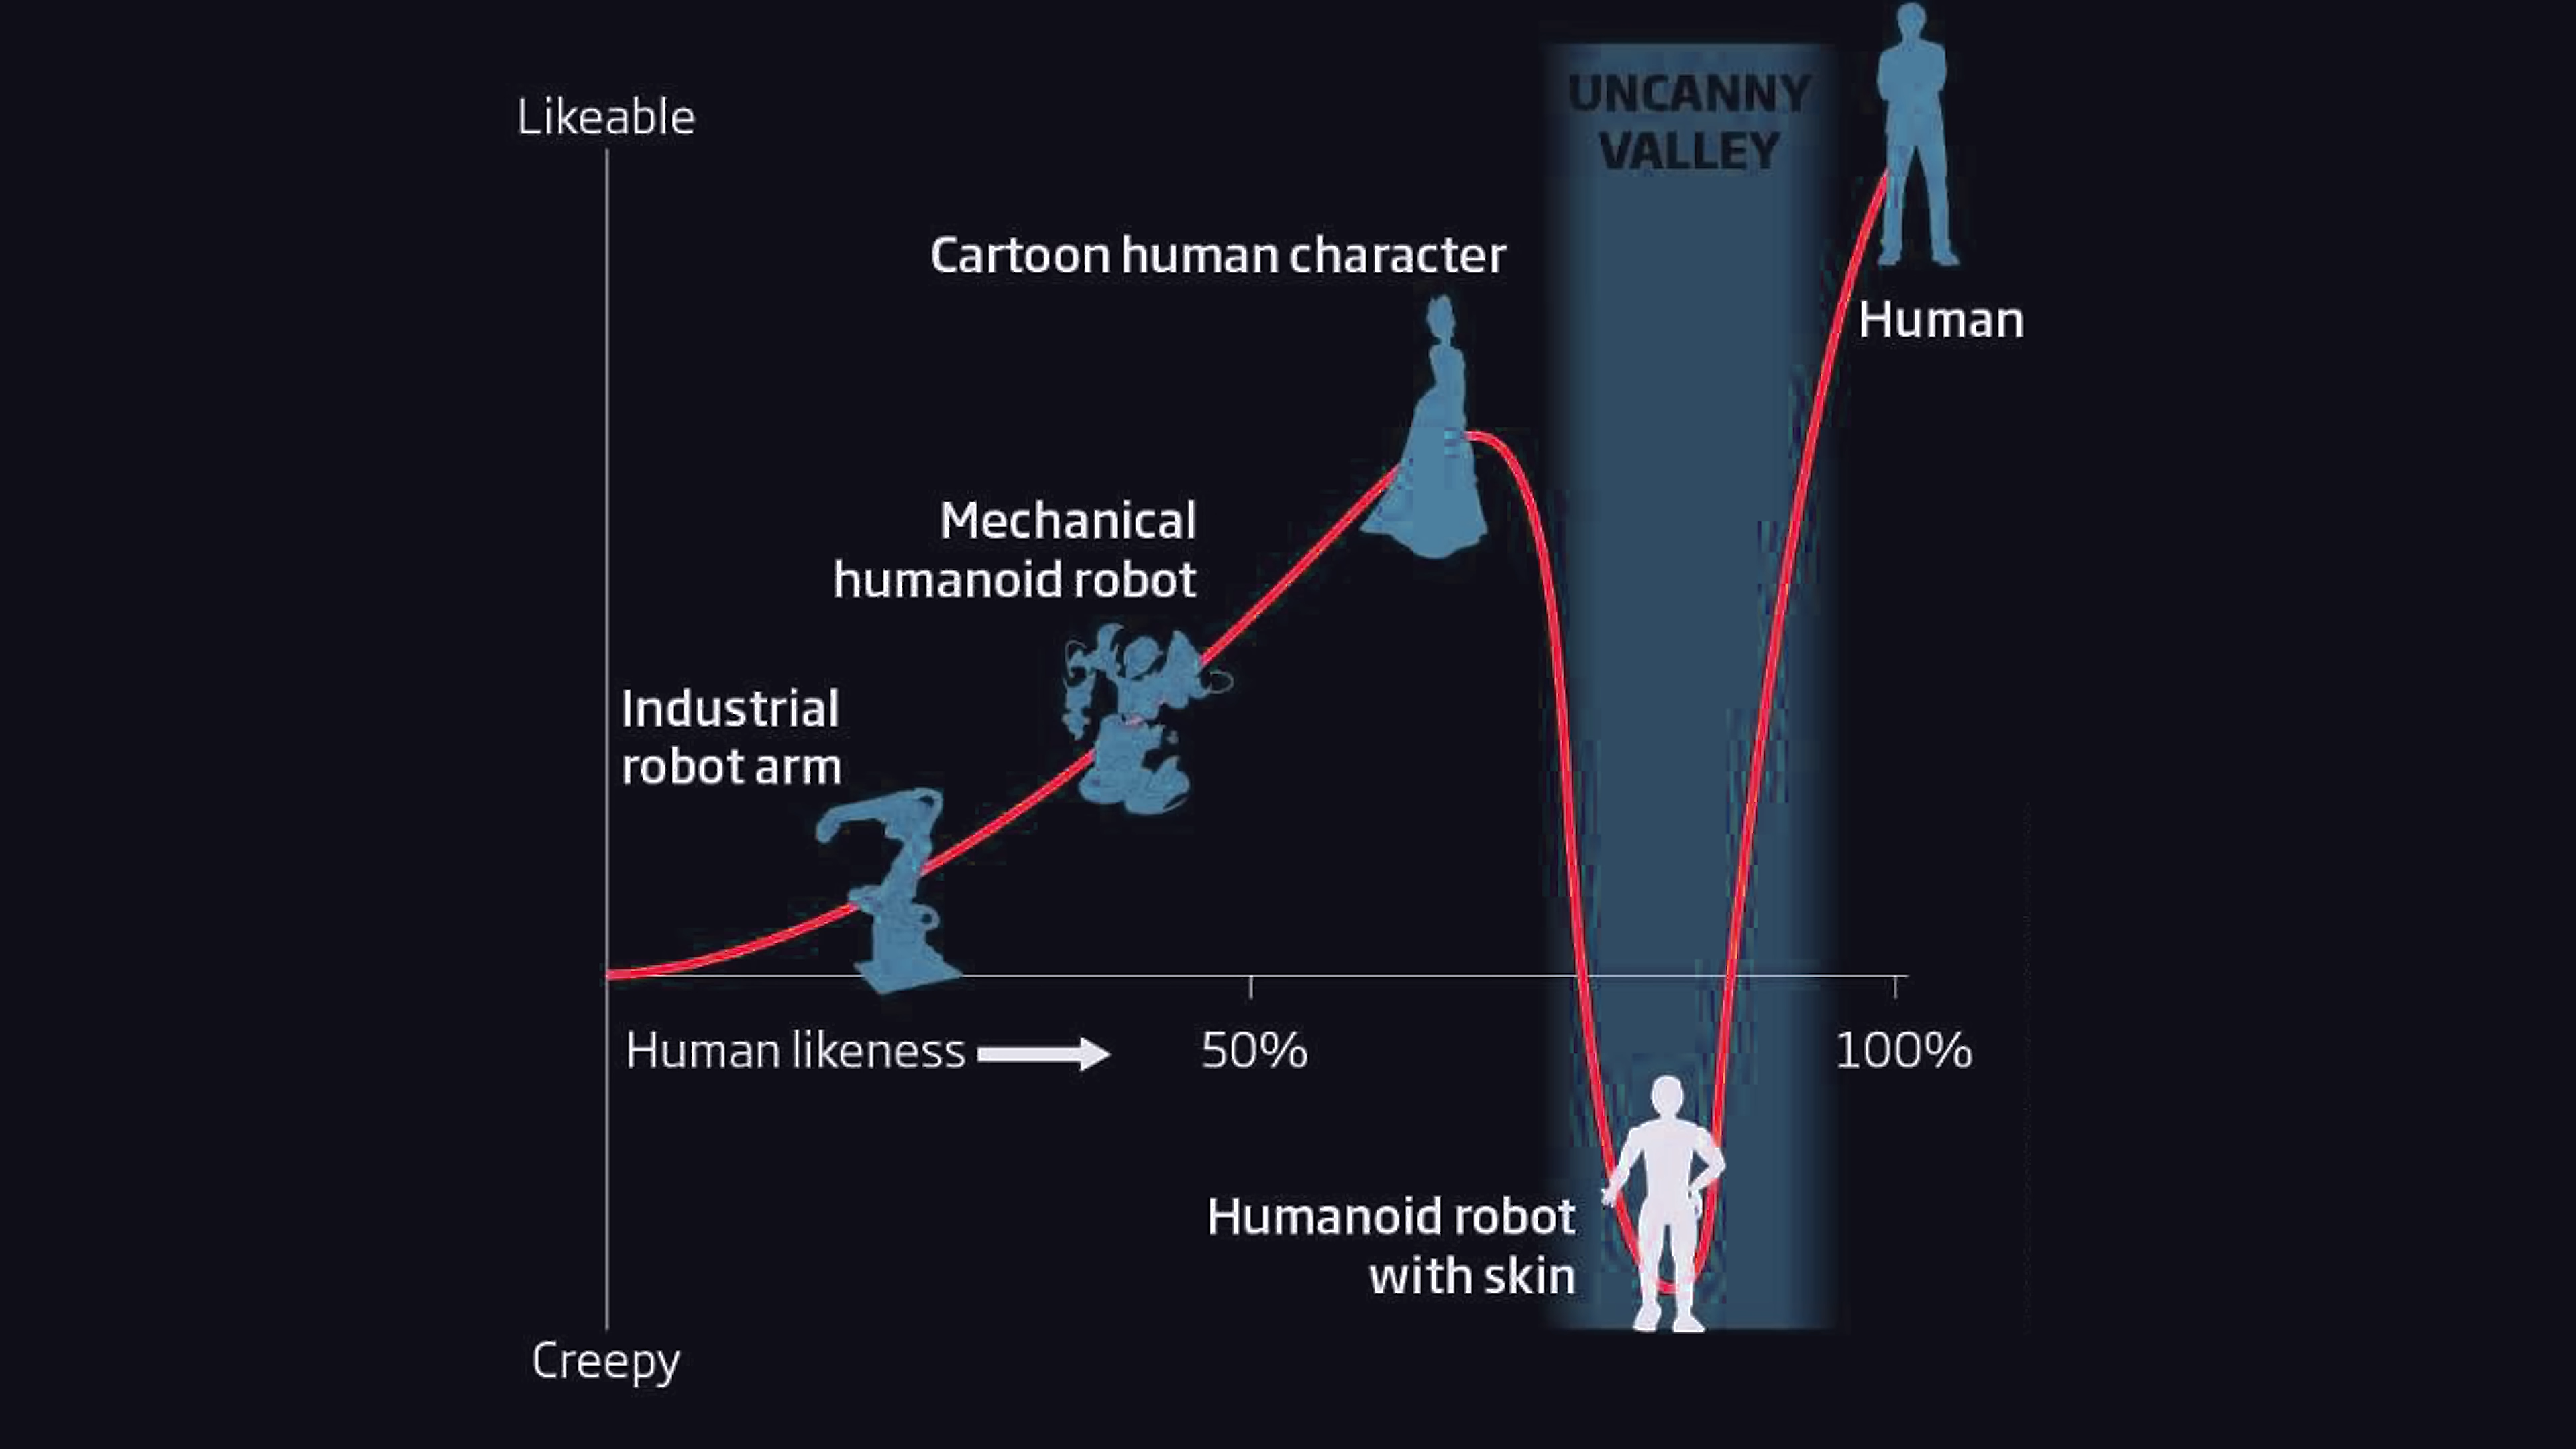 Likeable
UNCANNY
VALLEY
Cartoon human character
Human
Mechanical
humanoid robot
Industrial
robot arm
Human likeness
50%
100%
Humanoid robot
with skin
Creepy